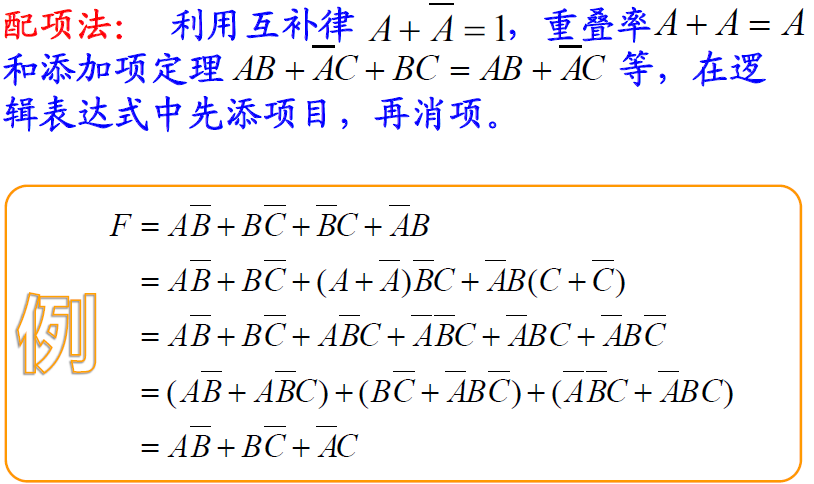 配项法： 利用互补律 A + A̅ = 1，重叠率 A + A = A
和添加项定理 AB + A̅C + BC = AB + A̅C 等，在逻
辑表达式中先添项目，再消项。
F = AB̅ + BC̅ + B̅C + A̅B
= AB̅ + BC̅ + (A + A̅)B̅C + A̅B(C + C̅)
例
= AB̅ + BC̅ + AB̅C + A̅B̅C + A̅BC + A̅BC̅
= (AB̅ + AB̅C) + (BC̅ + A̅BC̅) + (A̅B̅C + A̅BC)
= AB̅ + BC̅ + A̅C